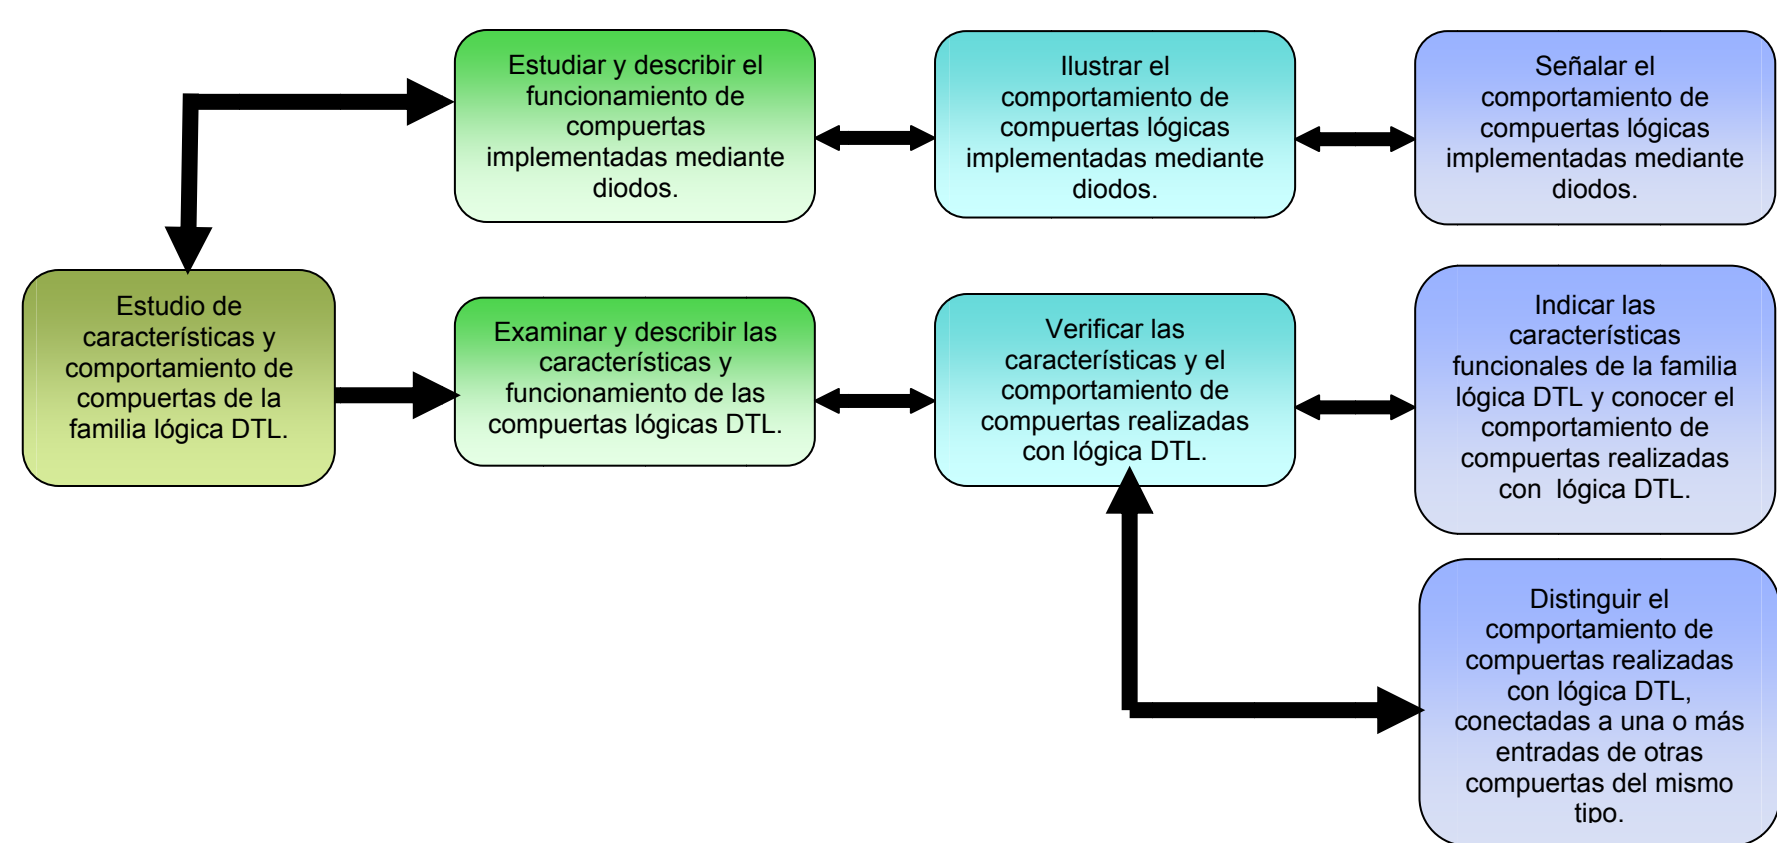 Estudiar y describir el
funcionamiento de
compuertas
implementadas mediante
diodos.
Ilustrar el
comportamiento de
compuertas lógicas
implementadas mediante
diodos.
Señalar el
comportamiento de
compuertas lógicas
implementadas mediante
diodos.
Estudio de
características y
comportamiento de
compuertas de la
familia lógica DTL.
Examinar y describir las
características y
funcionamiento de las
compuertas lógicas DTL.
Verificar las
características y el
comportamiento de
compuertas realizadas
con lógica DTL.
Indicar las
características
funcionales de la familia
lógica DTL y conocer el
comportamiento de
compuertas realizadas
con lógica DTL.
Distinguir el
comportamiento de
compuertas realizadas
con lógica DTL,
conectadas a una o más
entradas de otras
compuertas del mismo
tipo.